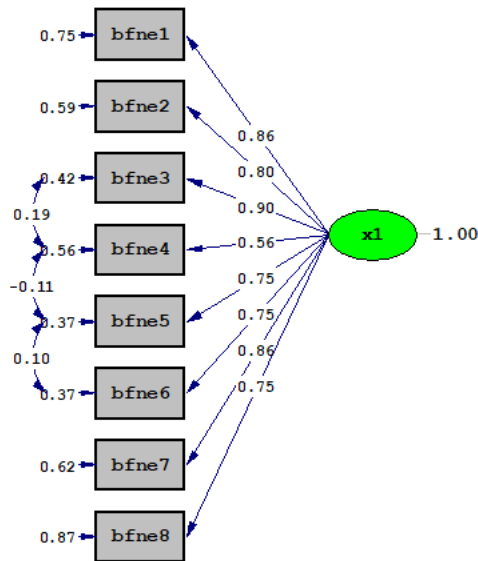 0.75 bfne1
0.86
0.59 bfne2
0.80
0.42 bfne3
0.90
0.19
0.56 bfne4
0.56
x1 1.00
0.75
-0.11
0.37 bfne5
0.75
0.86
0.10
0.37 bfne6
0.75
0.62 bfne7
0.87 bfne8